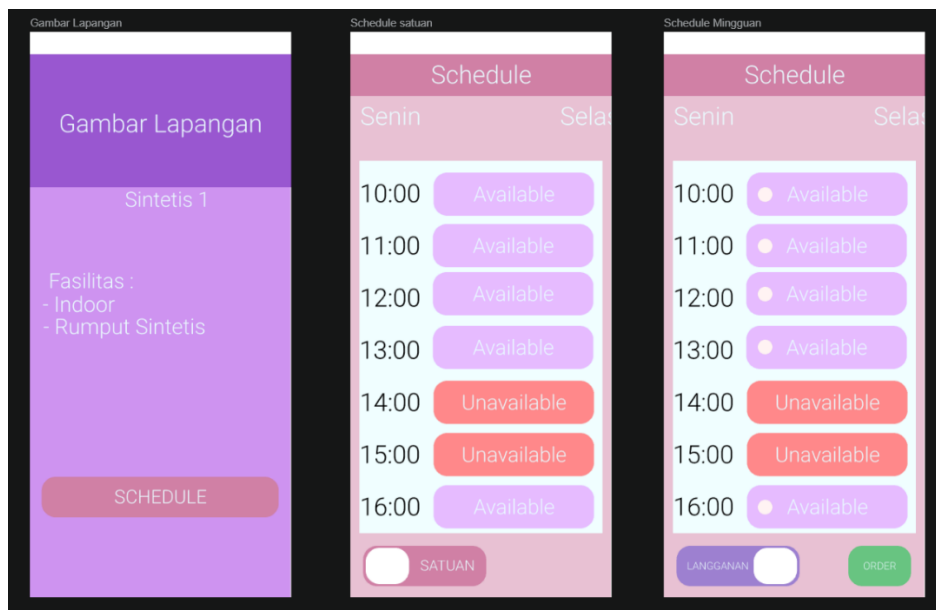 Gambar Lapangan
Gambar Lapangan
Sintetis 1
Fasilitas :
- Indoor
- Rumput Sintetis
SCHEDULE
Schedule satuan
Schedule
Senin Selas
10:00 Available
11:00 Available
12:00 Available
13:00 Available
14:00 Unavailable
15:00 Unavailable
16:00 Available
SATUAN
Schedule Mingguan
Schedule
Senin Selas
10:00 Available
11:00 Available
12:00 Available
13:00 Available
14:00 Unavailable
15:00 Unavailable
16:00 Available
LANGGANAN ORDER